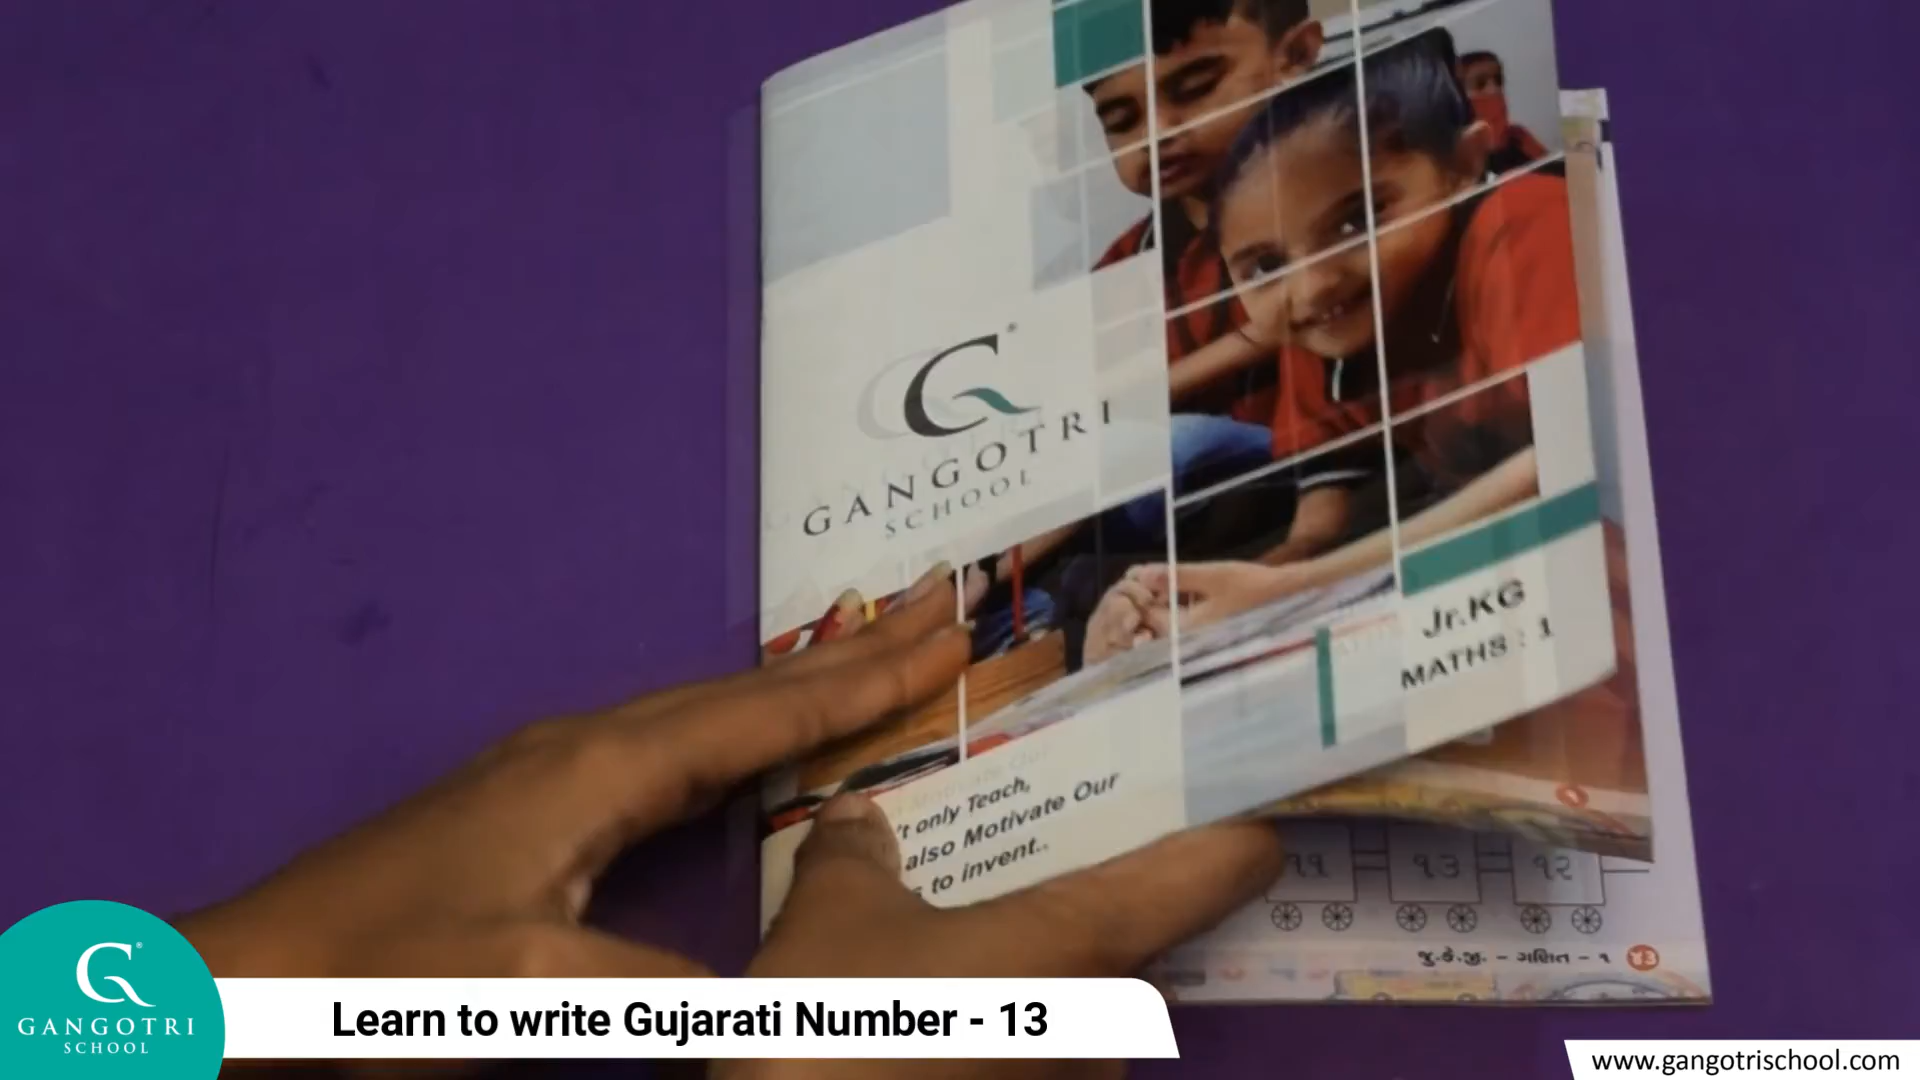 GANGOTRI
SCHOOL
Jr.KG
MATHS : 1
't only Teach,
also Motivate Our
to invent..
૧૧ ૧૩ ૧૨
જુ.કે.જી. – ગણિત – ૧ ૪૩
GANGOTRI
SCHOOL
Learn to write Gujarati Number - 13
www.gangotrischool.com